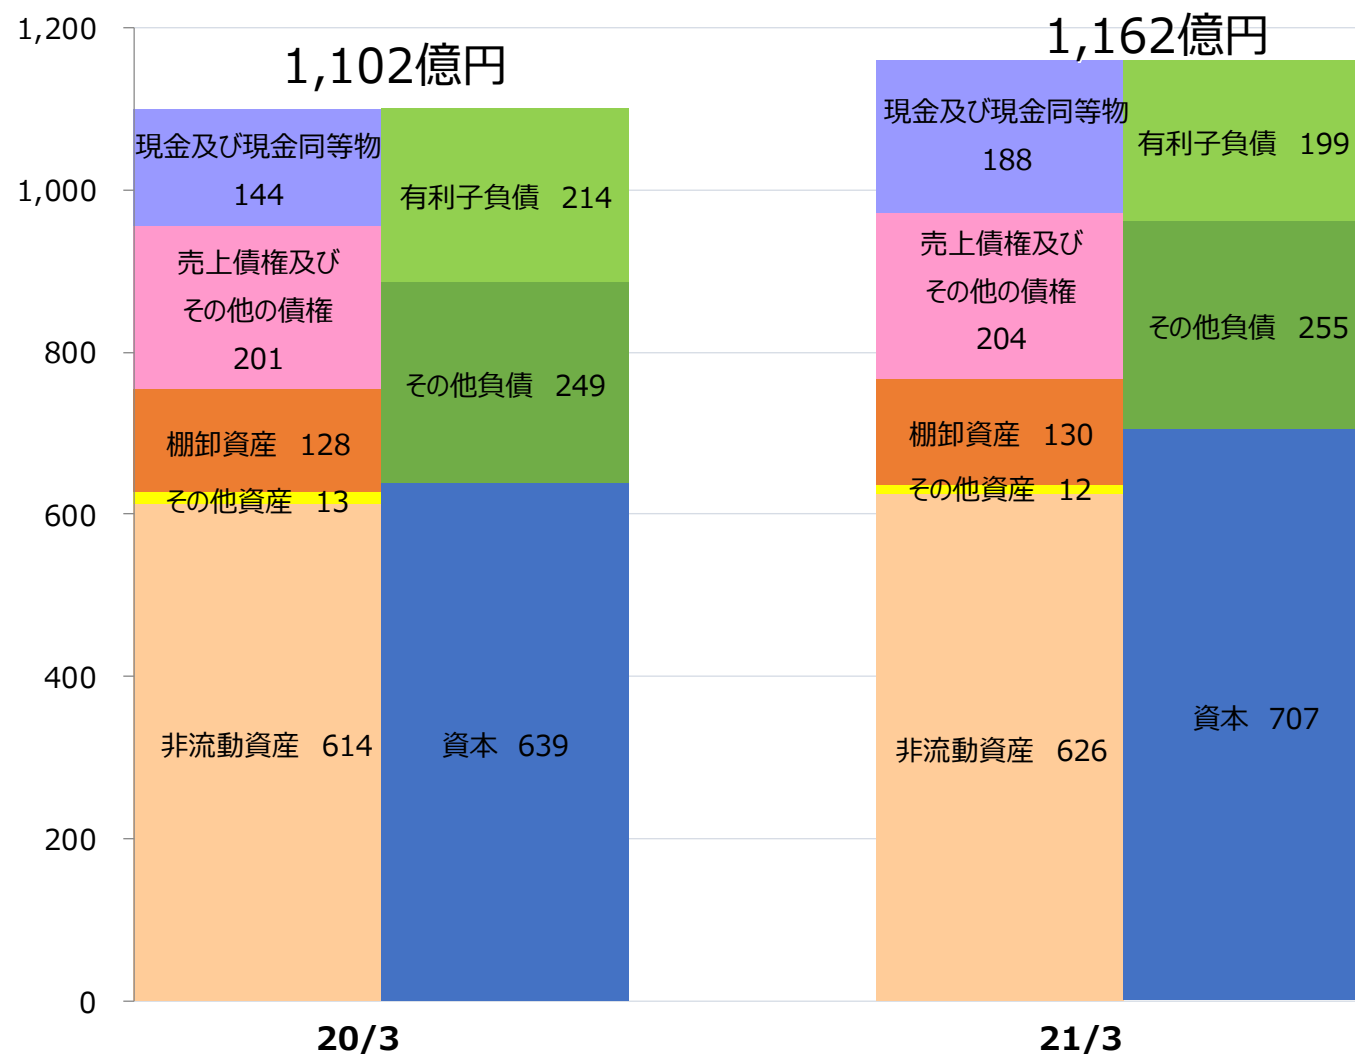 1,200
1,000
800
600
400
200
0
1,102億円
現金及び現金同等物
144
売上債権及び
その他の債権
201
棚卸資産 128
その他資産 13
非流動資産 614
有利子負債 214
その他負債 249
資本 639
20/3
1,162億円
現金及び現金同等物
188
売上債権及び
その他の債権
204
棚卸資産 130
その他資産 12
非流動資産 626
有利子負債 199
その他負債 255
資本 707
21/3